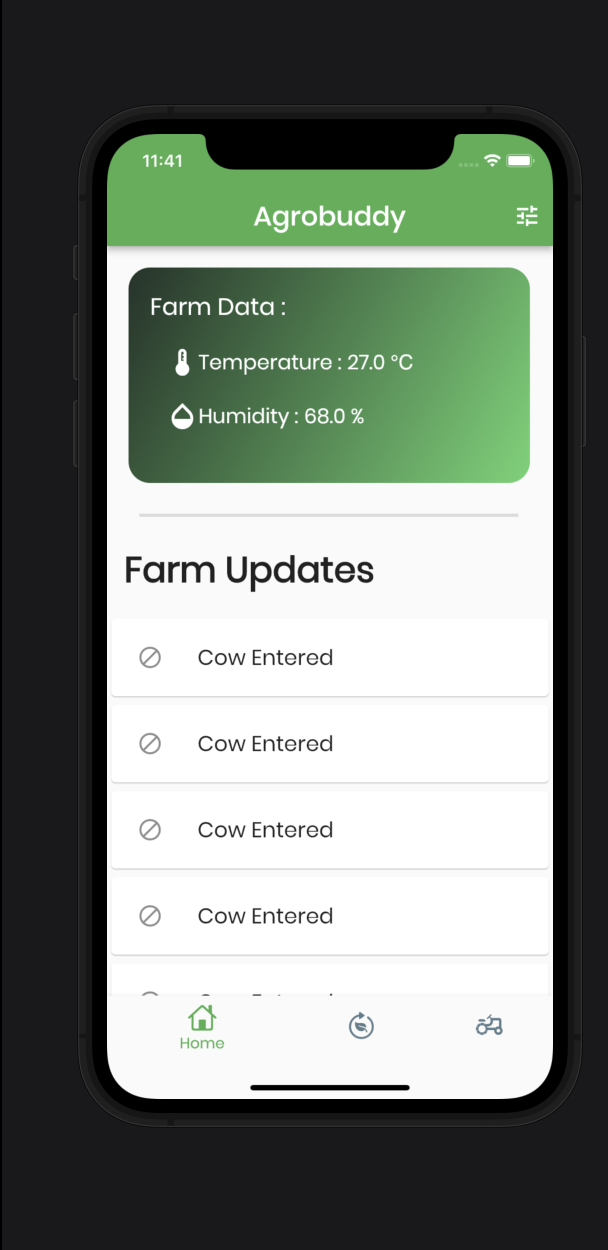 11:41
Agrobuddy
Farm Data :
Temperature : 27.0 °C
Humidity : 68.0 %
Farm Updates
Cow Entered
Cow Entered
Cow Entered
Cow Entered
Home